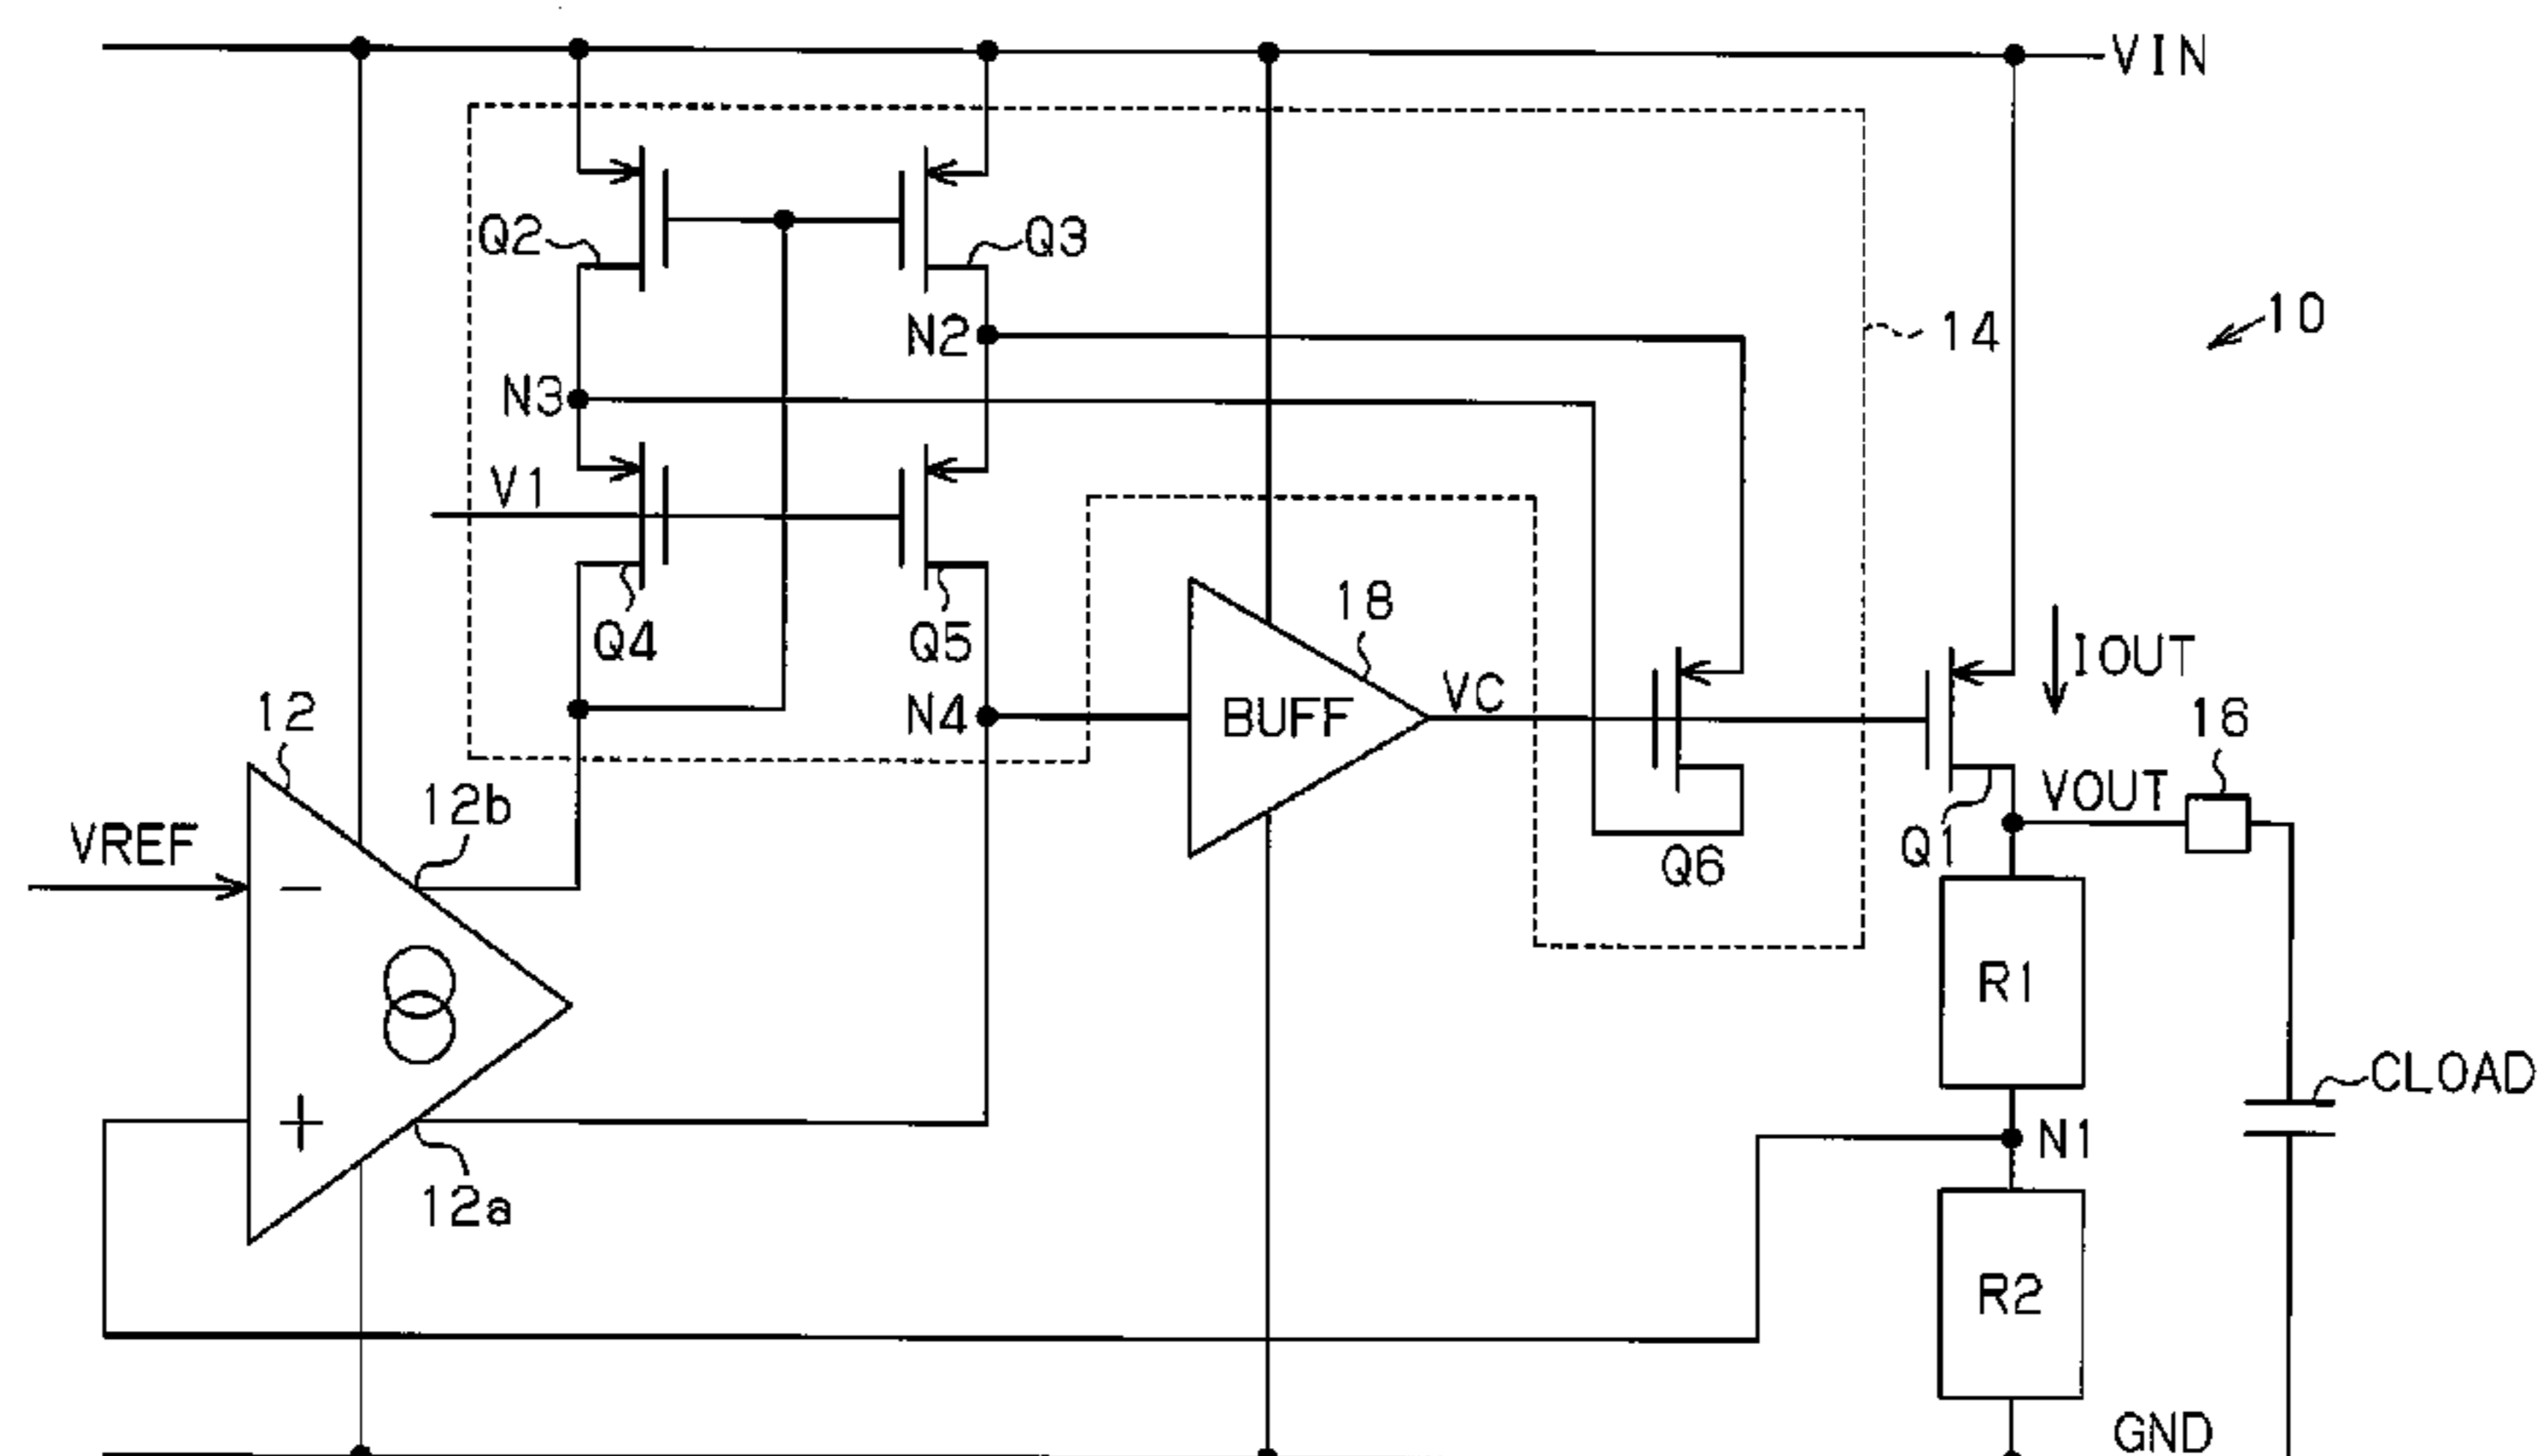 VIN
Q2
Q3
10
N2
14
N3
V1
18
Q4
Q5
IOUT
12
N4
BUFF
VC
16
12b
VOUT
VREF
Q1
Q6
−
R1
CLOAD
+
N1
12a
R2
GND